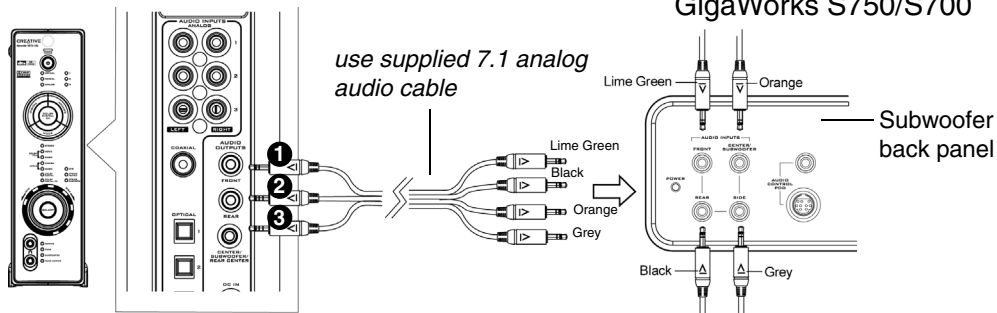 GigaWorks S750/S700
AUDIO INPUTS
ANALOG
1
2
3
LEFT
RIGHT
COAXIAL
OPTICAL
1
2
AUDIO
OUTPUTS
FRONT
REAR
CENTER/
SUBWOOFER/
REAR CENTER
DC IN
CREATIVE
1
2
3
use supplied 7.1 analog
audio cable
Lime Green
Black
Orange
Grey
Lime Green
Orange
Subwoofer
back panel
AUDIO INPUTS
FRONT
CENTER/
SUBWOOFER
POWER
REAR
SIDE
AUDIO
CONTROL
POD
Black
Grey